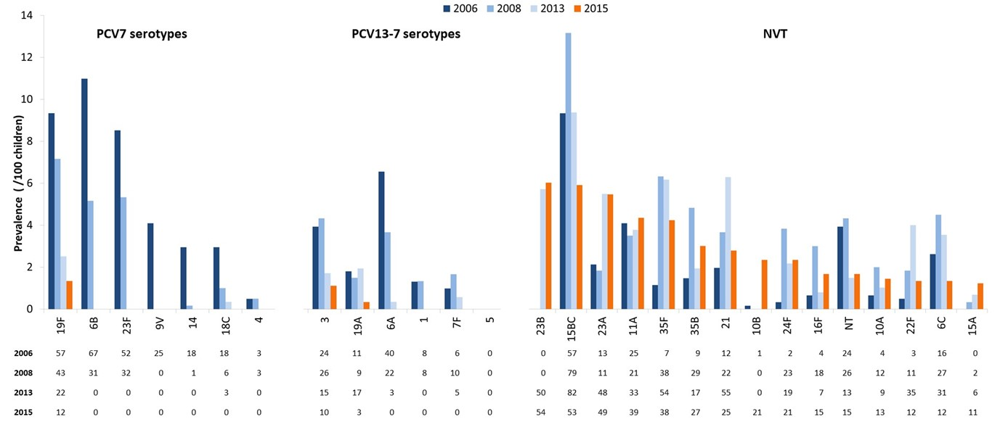 2006 2008 2013 2015
PCV7 serotypes PCV13-7 serotypes NVT
Prevalence ( /100 children)
14
12
10
8
6
4
2
0
19F 6B 23F 9V 14 18C 4 3 19A 6A 1 7F 5 23B 15BC 23A 11A 35F 35B 21 10B 24F 16F NT 10A 22F 6C 15A
2006 57 67 52 25 18 18 3 24 11 40 8 6 0 0 57 13 25 7 9 12 1 2 4 24 4 3 16 0
2008 43 31 32 0 1 6 3 26 9 22 8 10 0 0 79 11 21 38 29 22 0 23 18 26 12 11 27 2
2013 22 0 0 0 0 3 0 15 17 3 0 5 0 50 82 48 33 54 17 55 0 19 7 13 9 35 31 6
2015 12 0 0 0 0 0 0 10 3 0 0 0 0 54 53 49 39 38 27 25 21 21 15 15 13 12 12 11